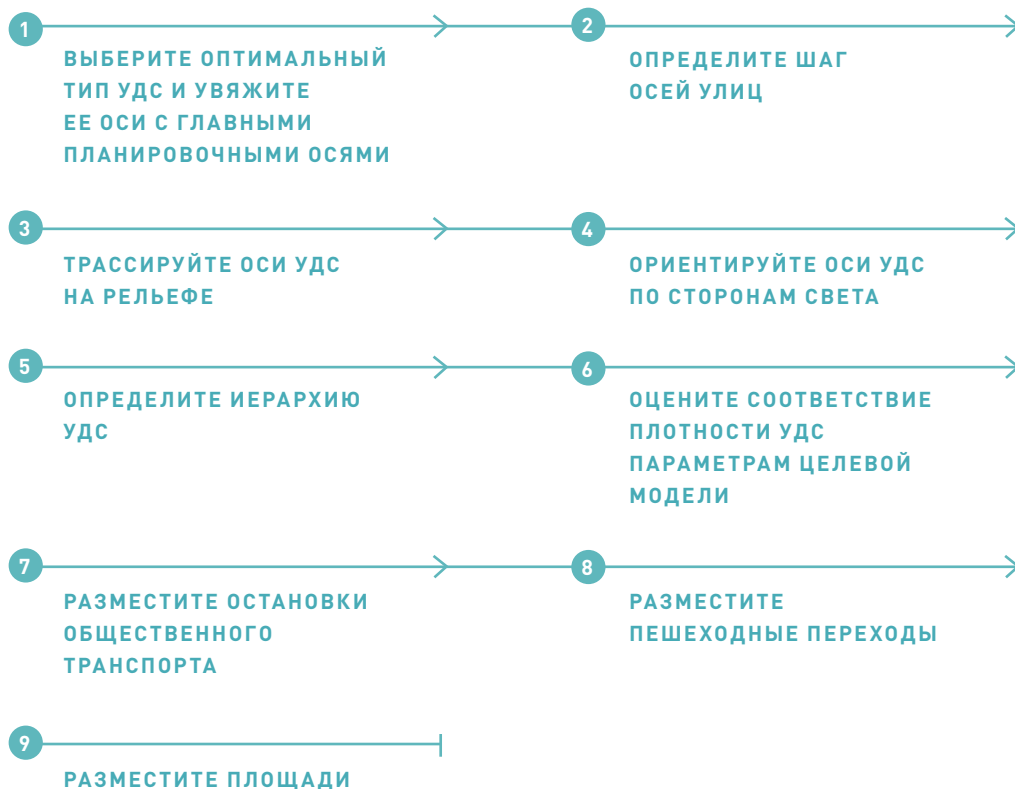 1
ВЫБЕРИТЕ ОПТИМАЛЬНЫЙ
ТИП УДС И УВЯЖИТЕ
ЕЕ ОСИ С ГЛАВНЫМИ
ПЛАНИРОВОЧНЫМИ ОСЯМИ
2
ОПРЕДЕЛИТЕ ШАГ
ОСЕЙ УЛИЦ
3
ТРАССИРУЙТЕ ОСИ УДС
НА РЕЛЬЕФЕ
4
ОРИЕНТИРУЙТЕ ОСИ УДС
ПО СТОРОНАМ СВЕТА
5
ОПРЕДЕЛИТЕ ИЕРАРХИЮ
УДС
6
ОЦЕНИТЕ СООТВЕТСТВИЕ
ПЛОТНОСТИ УДС
ПАРАМЕТРАМ ЦЕЛЕВОЙ
МОДЕЛИ
7
РАЗМЕСТИТЕ ОСТАНОВКИ
ОБЩЕСТВЕННОГО
ТРАНСПОРТА
8
РАЗМЕСТИТЕ
ПЕШЕХОДНЫЕ ПЕРЕХОДЫ
9
РАЗМЕСТИТЕ ПЛОЩАДИ